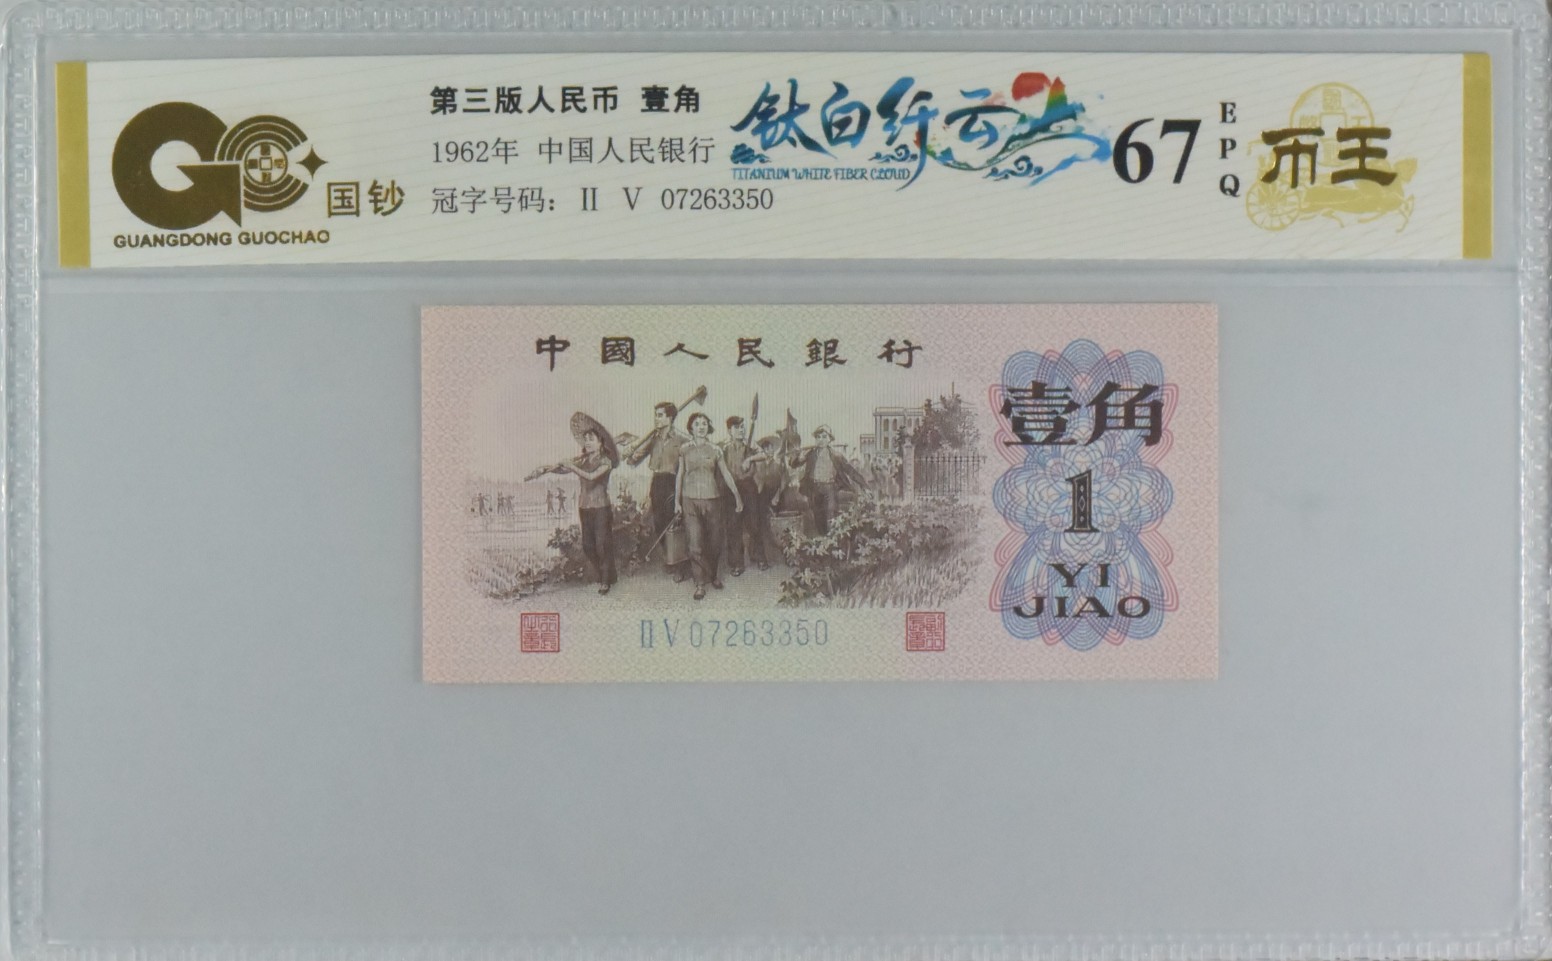 国钞
GUANGDONG GUOCHAO
第三版人民币 壹角
1962年 中国人民银行
冠字号码: Ⅱ V 07263350
钛白纤云
TITANIUM WHITE FIBER CLOUD
67
E
P
Q
币王
中國人民銀行
壹角
1
YI
JIAO
ⅡV07263350